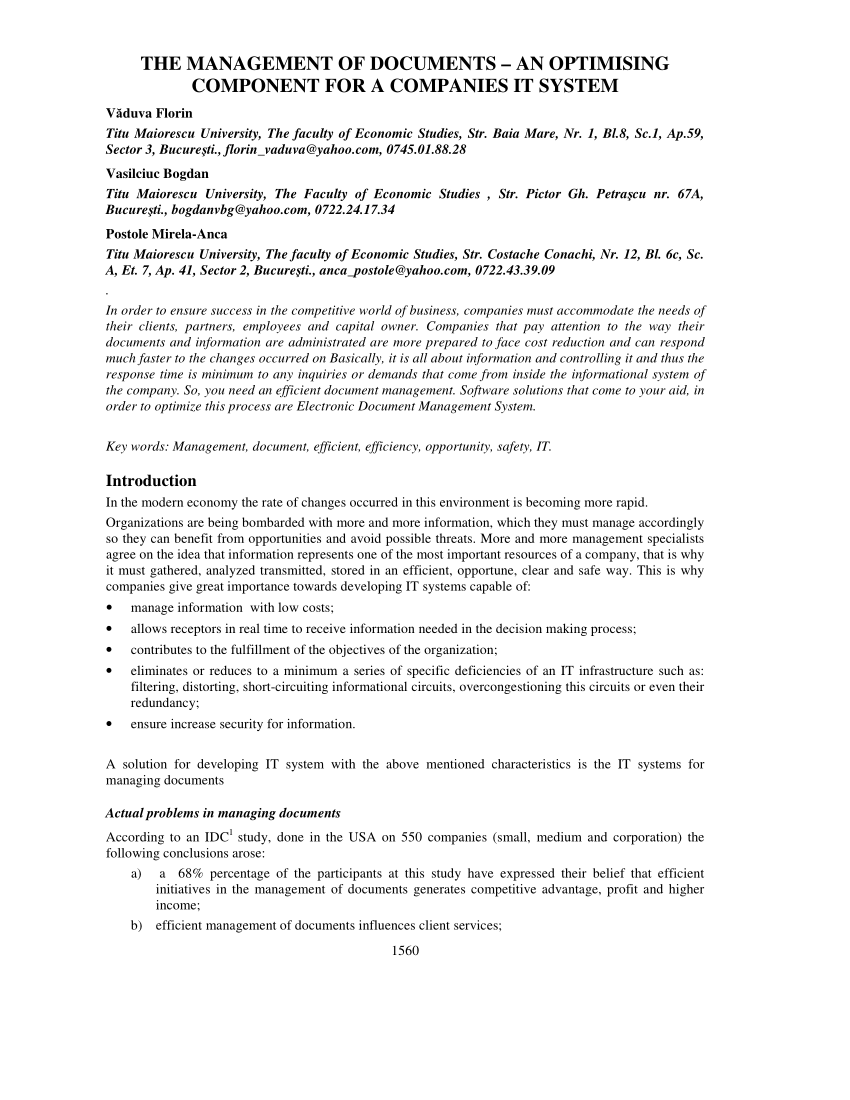 THE MANAGEMENT OF DOCUMENTS – AN OPTIMISING
COMPONENT FOR A COMPANIES IT SYSTEM
Văduva Florin
Titu Maiorescu University, The faculty of Economic Studies, Str. Baia Mare, Nr. 1, Bl.8, Sc.1, Ap.59,
Sector 3, Bucureşti., florin_vaduva@yahoo.com, 0745.01.88.28
Vasilciuc Bogdan
Titu Maiorescu University, The Faculty of Economic Studies , Str. Pictor Gh. Petraşcu nr. 67A,
Bucureşti., bogdanvbg@yahoo.com, 0722.24.17.34
Postole Mirela-Anca
Titu Maiorescu University, The faculty of Economic Studies, Str. Costache Conachi, Nr. 12, Bl. 6c, Sc.
A, Et. 7, Ap. 41, Sector 2, Bucureşti., anca_postole@yahoo.com, 0722.43.39.09
.
In order to ensure success in the competitive world of business, companies must accommodate the needs of
their clients, partners, employees and capital owner. Companies that pay attention to the way their
documents and information are administrated are more prepared to face cost reduction and can respond
much faster to the changes occurred on Basically, it is all about information and controlling it and thus the
response time is minimum to any inquiries or demands that come from inside the informational system of
the company. So, you need an efficient document management. Software solutions that come to your aid, in
order to optimize this process are Electronic Document Management System.
Key words: Management, document, efficient, efficiency, opportunity, safety, IT.
Introduction
In the modern economy the rate of changes occurred in this environment is becoming more rapid.
Organizations are being bombarded with more and more information, which they must manage accordingly
so they can benefit from opportunities and avoid possible threats. More and more management specialists
agree on the idea that information represents one of the most important resources of a company, that is why
it must gathered, analyzed transmitted, stored in an efficient, opportune, clear and safe way. This is why
companies give great importance towards developing IT systems capable of:
• manage information with low costs;
• allows receptors in real time to receive information needed in the decision making process;
• contributes to the fulfillment of the objectives of the organization;
• eliminates or reduces to a minimum a series of specific deficiencies of an IT infrastructure such as:
filtering, distorting, short-circuiting informational circuits, overcongestioning this circuits or even their
redundancy;
• ensure increase security for information.
A solution for developing IT system with the above mentioned characteristics is the IT systems for
managing documents
Actual problems in managing documents
According to an IDC1 study, done in the USA on 550 companies (small, medium and corporation) the
following conclusions arose:
a) a 68% percentage of the participants at this study have expressed their belief that efficient
initiatives in the management of documents generates competitive advantage, profit and higher
income;
b) efficient management of documents influences client services;
1560